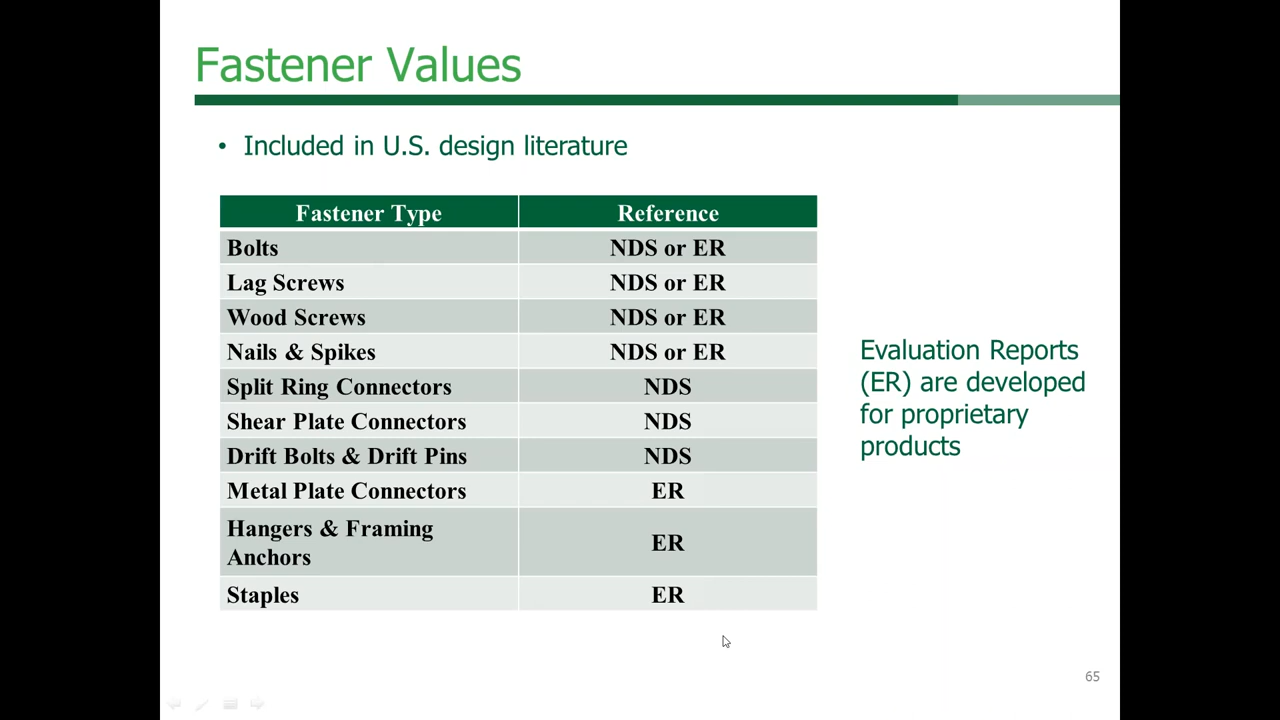 Fastener Values
• Included in U.S. design literature
Fastener Type Reference
Bolts NDS or ER
Lag Screws NDS or ER
Wood Screws NDS or ER
Nails & Spikes NDS or ER
Split Ring Connectors NDS
Shear Plate Connectors NDS
Drift Bolts & Drift Pins NDS
Metal Plate Connectors ER
Hangers & Framing
Anchors ER
Staples ER
Evaluation Reports
(ER) are developed
for proprietary
products
65